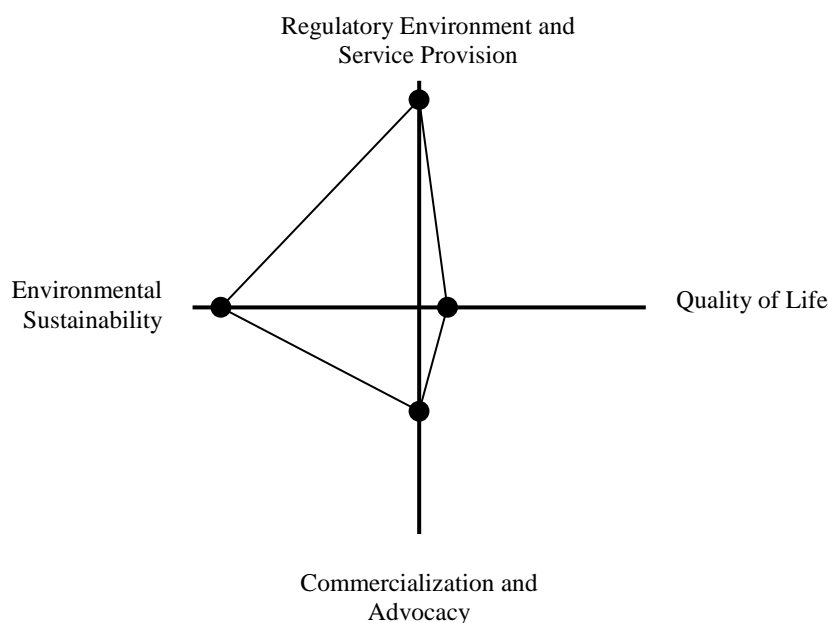 Regulatory Environment and
Service Provision
Environmental
Sustainability
Quality of Life
Commercialization and
Advocacy